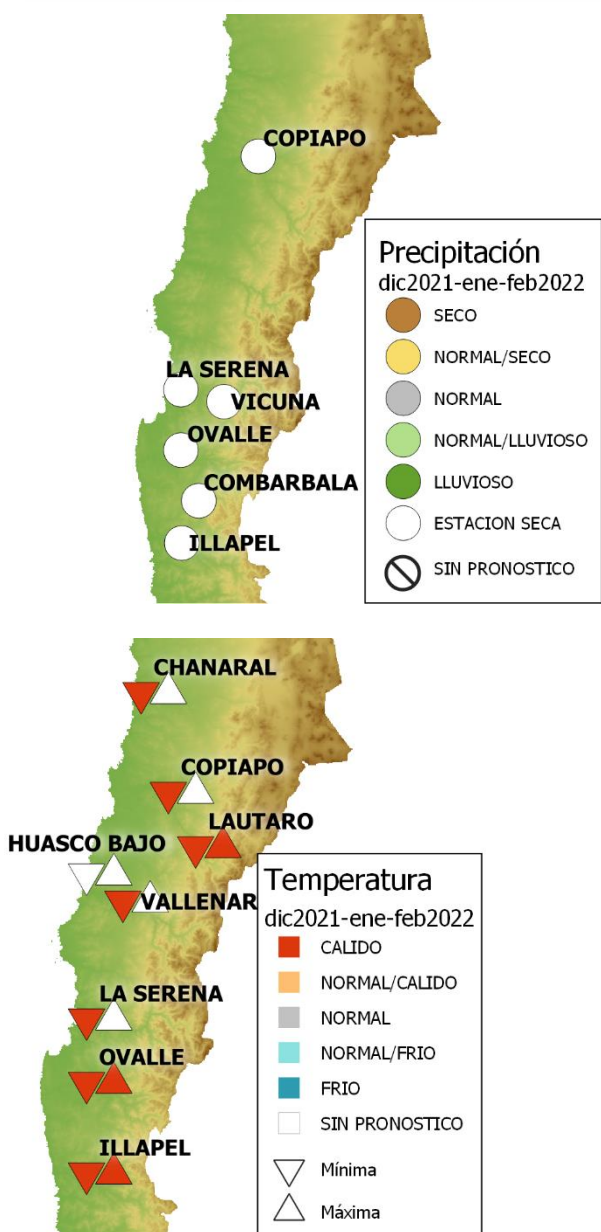 COPIAPO
LA SERENA
VICUNA
OVALLE
COMBARBALA
ILLAPEL
Precipitación
dic2021-ene-feb2022
SECO
NORMAL/SECO
NORMAL
NORMAL/LLUVIOSO
LLUVIOSO
ESTACION SECA
SIN PRONOSTICO
CHANARAL
COPIAPO
LAUTARO
HUASCO BAJO
VALLENAR
LA SERENA
OVALLE
ILLAPEL
Temperatura
dic2021-ene-feb2022
CALIDO
NORMAL/CALIDO
NORMAL
NORMAL/FRIO
FRIO
SIN PRONOSTICO
Mínima
Máxima